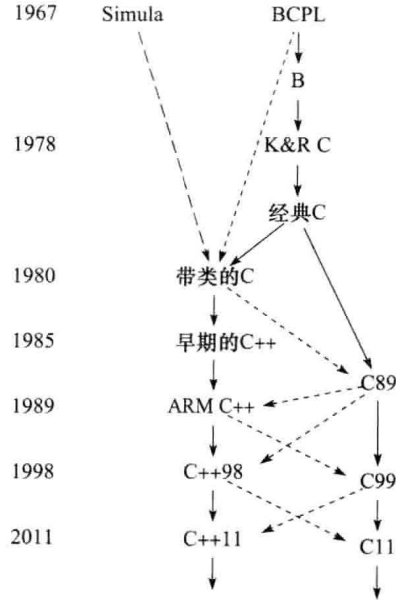 1967 Simula BCPL
B
1978 K&R C
经典C
1980 带类的C
1985 早期的C++
C89
1989 ARM C++
1998 C++98 C99
2011 C++11 C11